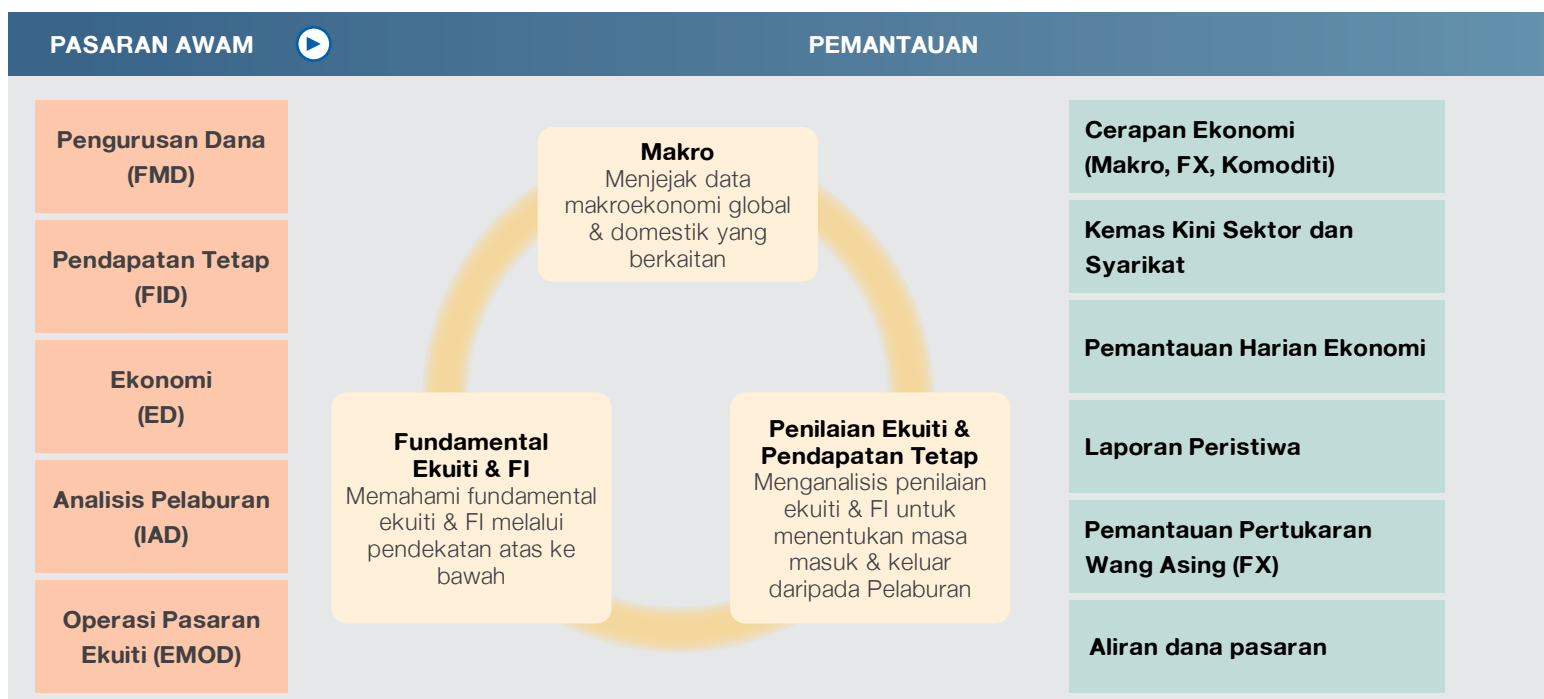 PASARAN AWAM
PEMANTAUAN
Pengurusan Dana
(FMD)
Pendapatan Tetap
(FID)
Ekonomi
(ED)
Analisis Pelaburan
(IAD)
Operasi Pasaran
Ekuiti (EMOD)
Makro
Menjejak data
makroekonomi global
& domestik yang
berkaitan
Fundamental
Ekuiti & FI
Memahami fundamental
ekuiti & FI melalui
pendekatan atas ke
bawah
Penilaian Ekuiti &
Pendapatan Tetap
Menganalisis penilaian
ekuiti & FI untuk
menentukan masa
masuk & keluar
daripada Pelaburan
Cerapan Ekonomi
(Makro, FX, Komoditi)
Kemas Kini Sektor dan
Syarikat
Pemantauan Harian Ekonomi
Laporan Peristiwa
Pemantauan Pertukaran
Wang Asing (FX)
Aliran dana pasaran